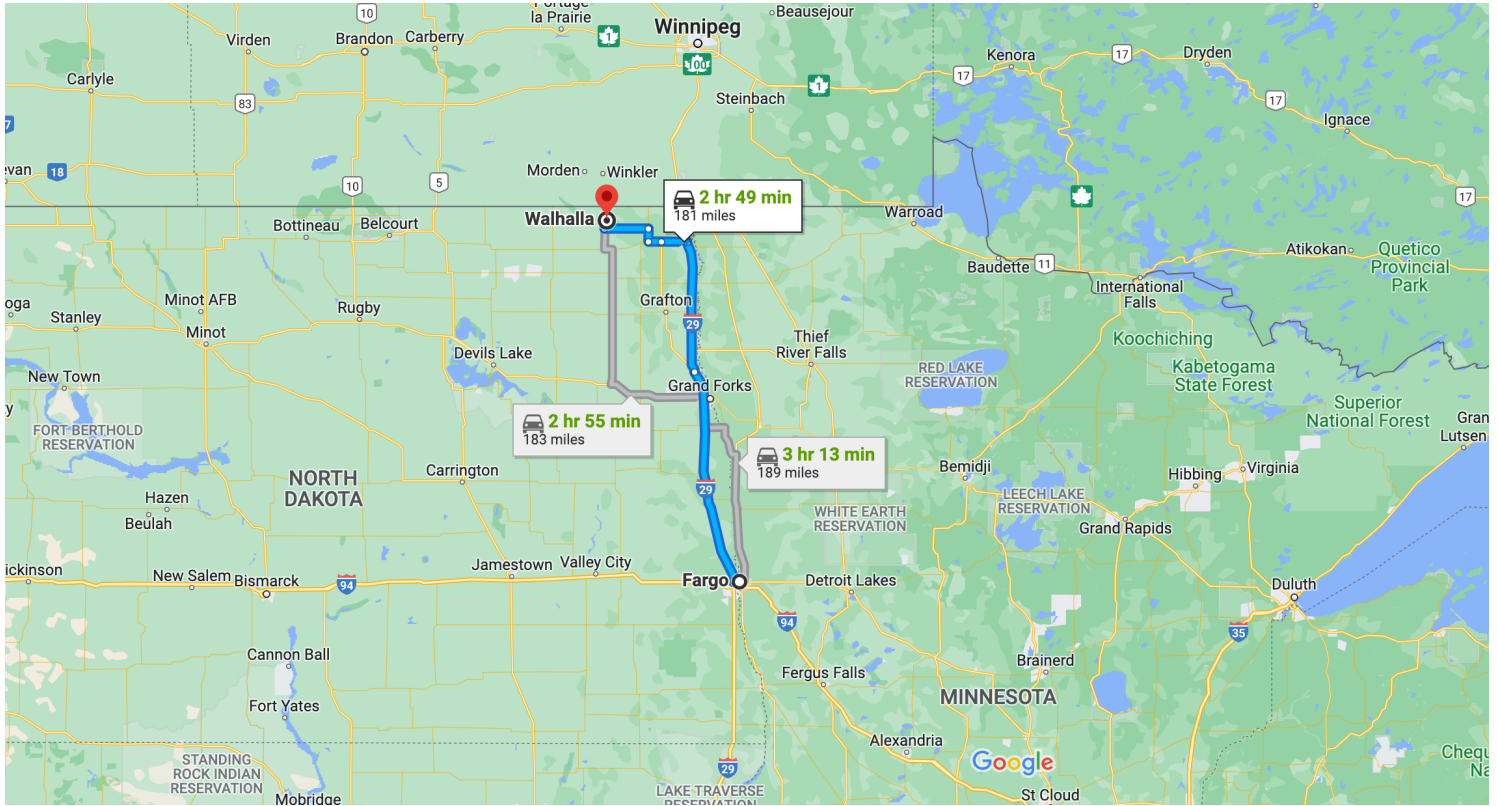 10
Portage
la Prairie
Winnipeg
Beausejour
Virden
Brandon
Carberry
1
100
Kenora
17
Dryden
17
Carlyle
83
Steinbach
1
17
Ignace
7
evan
18
10
5
Morden
Winkler
17
Walhalla
2 hr 49 min
181 miles
Warroad
Bottineau
Belcourt
Baudette
11
Atikokan
Quetico
Provincial
Park
International
Falls
oga
Stanley
Minot AFB
Minot
Rugby
Grafton
29
Thief
River Falls
Koochiching
Kabetogama
State Forest
Devils Lake
RED LAKE
RESERVATION
New Town
Grand Forks
y
FORT BERTHOLD
RESERVATION
2 hr 55 min
183 miles
Superior
National Forest
Gran
Lutsen
3 hr 13 min
189 miles
NORTH
DAKOTA
Carrington
29
Bemidji
Hibbing
Virginia
Hazen
Beulah
WHITE EARTH
RESERVATION
LEECH LAKE
RESERVATION
Grand Rapids
ickinson
New Salem
Bismarck
94
Jamestown
Valley City
Fargo
Detroit Lakes
Duluth
94
35
Cannon Ball
Fergus Falls
Brainerd
MINNESOTA
Fort Yates
Alexandria
STANDING
ROCK INDIAN
RESERVATION
29
Google
Chequ
Na
Mobridge
LAKE TRAVERSE
RESERVATION
St Cloud